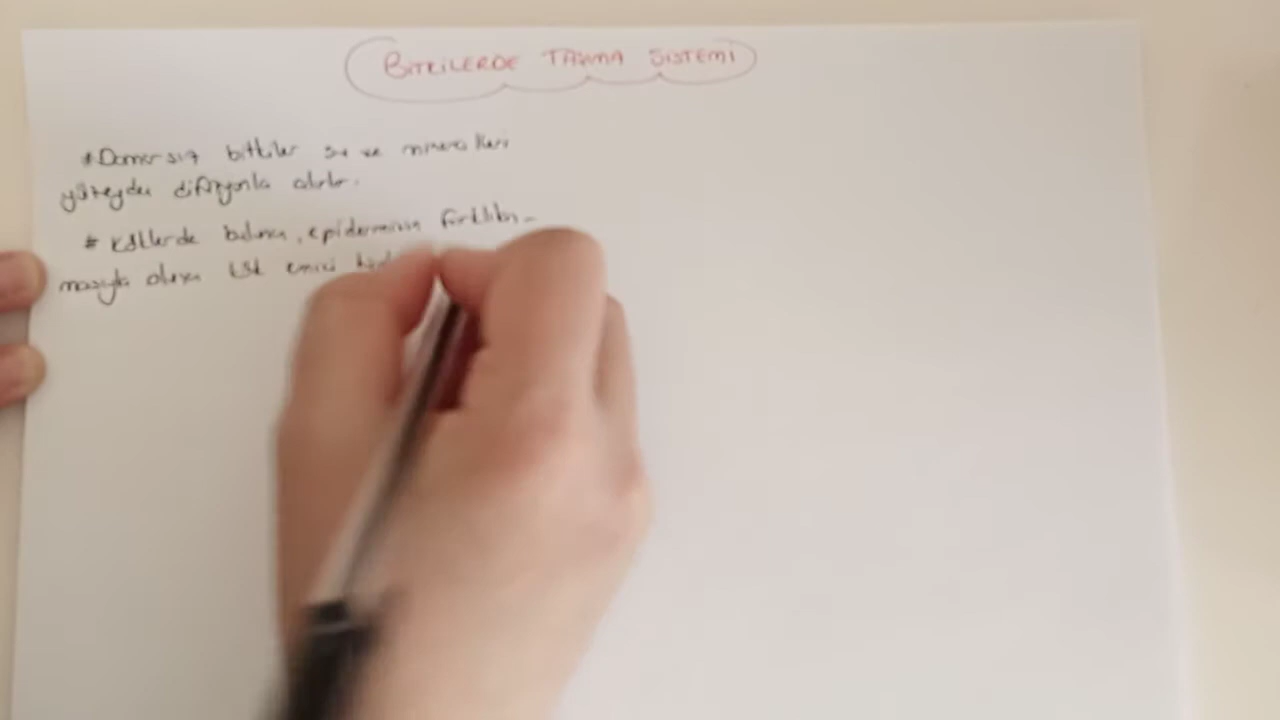 BİTKİLERDE TAŞIMA SİSTEMİ
* Damarsız bitkiler su ve mineralleri
yüzeyden difüzyonla alırlar.
* Köklerde bulunan, epidermisin farklılaş-
masıyla oluşan tüyler emici